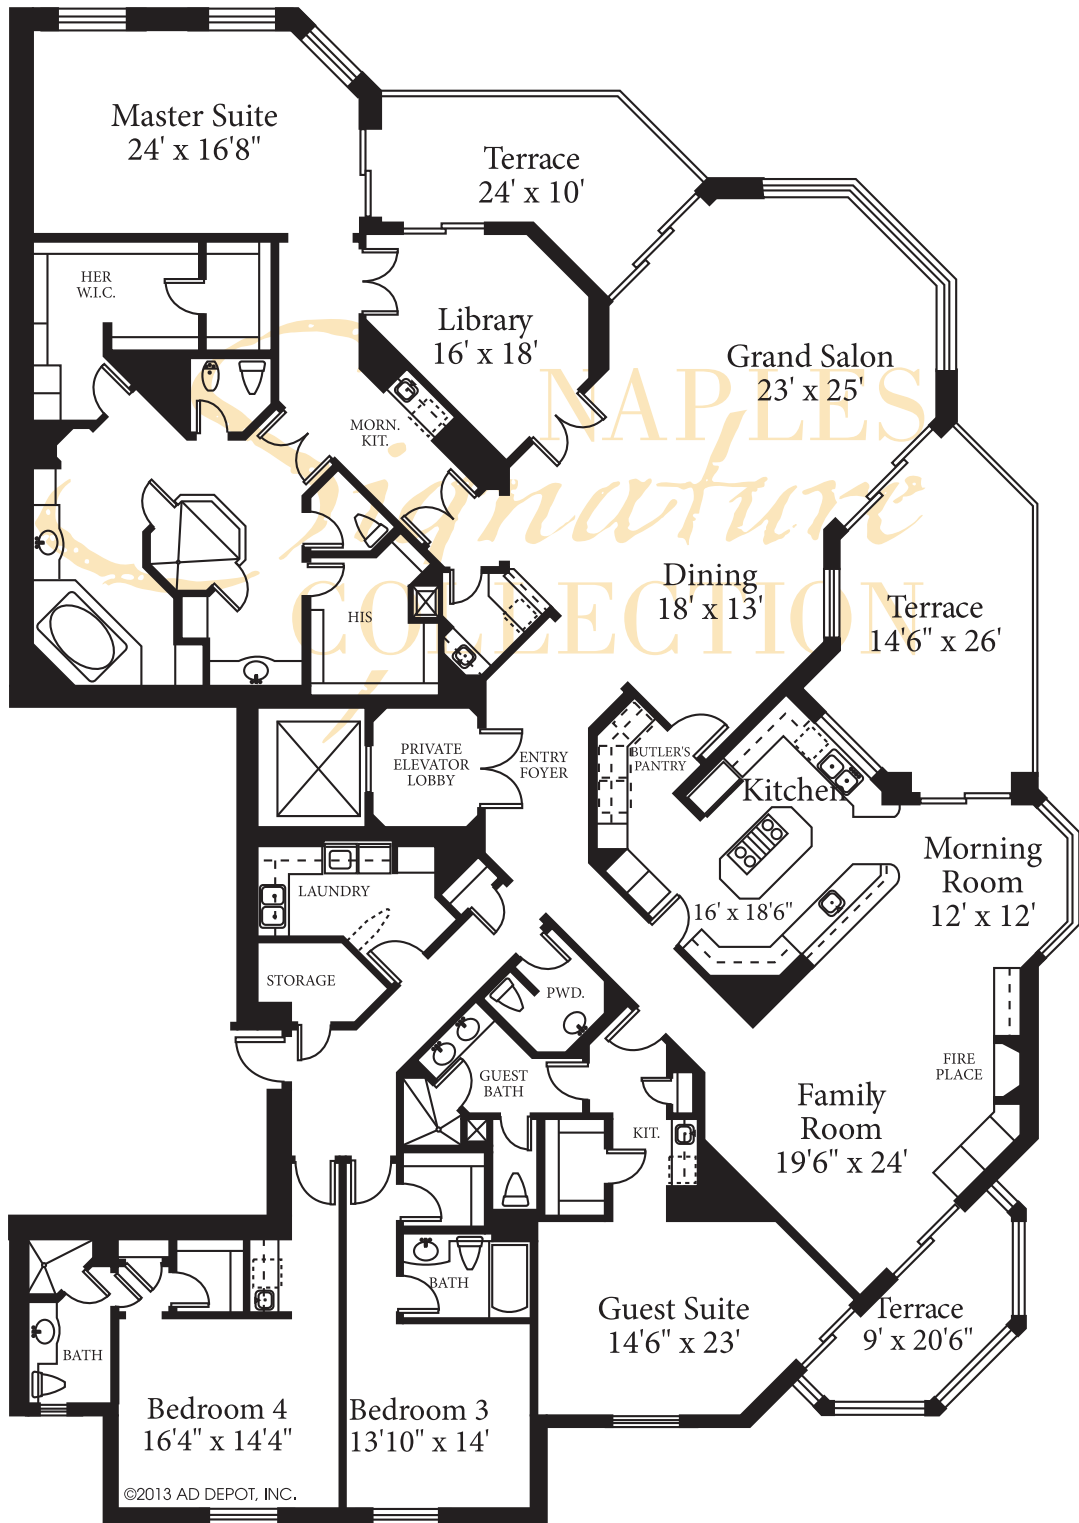 Master Suite
24' x 16'8"
Terrace
24' x 10'
HER
W.I.C.
Library
16' x 18'
Grand Salon
23' x 25'
NAPLES
Signature
COLLECTION
MORN.
KIT.
Dining
18' x 13'
Terrace
14'6" x 26'
HIS
PRIVATE
ELEVATOR
LOBBY
ENTRY
FOYER
BUTLER'S
PANTRY
Kitchen
16' x 18'6"
Morning
Room
12' x 12'
LAUNDRY
STORAGE
PWD.
GUEST
BATH
KIT.
FIRE
PLACE
Family
Room
19'6" x 24'
BATH
Guest Suite
14'6" x 23'
Terrace
9' x 20'6"
BATH
Bedroom 4
16'4" x 14'4"
Bedroom 3
13'10" x 14'
©2013 AD DEPOT, INC.